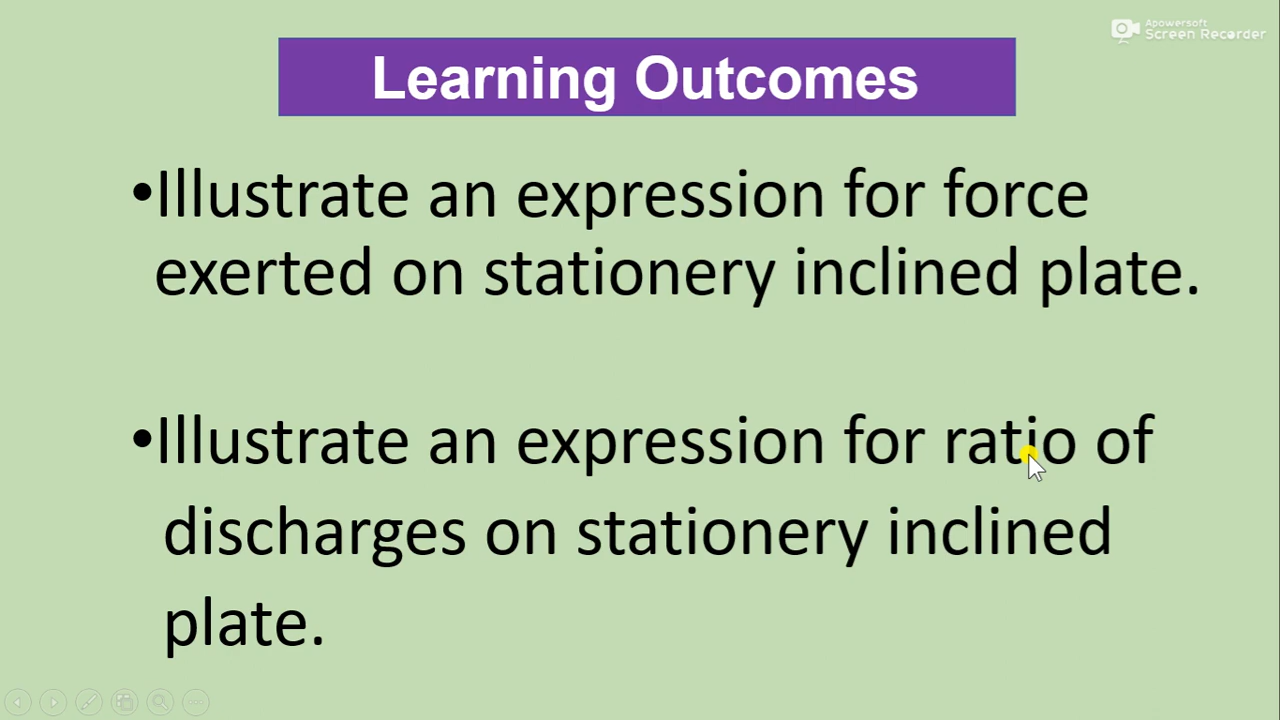 Apowersoft
Screen Recorder
Learning Outcomes
•Illustrate an expression for force
exerted on stationery inclined plate.
•Illustrate an expression for ratio of
discharges on stationery inclined
plate.